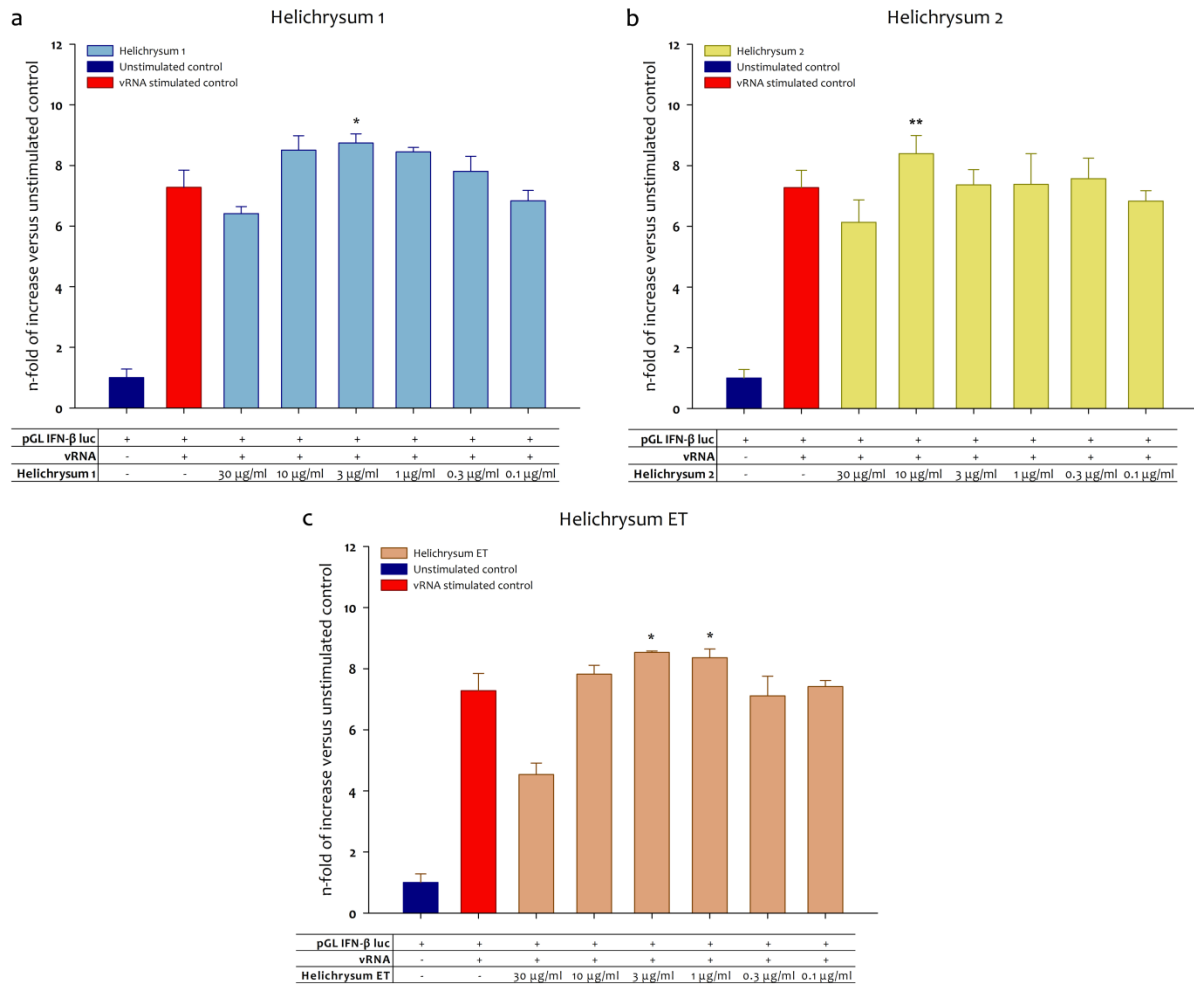 a
Helichrysum 1
n-fold of increase versus unstimulated control
12
10
8
6
4
2
0
Helichrysum 1
Unstimulated control
vRNA stimulated control
*
pGL IFN-β luc + + + + + + + +
vRNA - + + + + + + +
Helichrysum 1 - - 30 µg/ml 10 µg/ml 3 µg/ml 1 µg/ml 0.3 µg/ml 0.1 µg/ml
b
Helichrysum 2
n-fold of increase versus unstimulated control
12
10
8
6
4
2
0
Helichrysum 2
Unstimulated control
vRNA stimulated control
**
pGL IFN-β luc + + + + + + + +
vRNA - + + + + + + +
Helichrysum 2 - - 30 µg/ml 10 µg/ml 3 µg/ml 1 µg/ml 0.3 µg/ml 0.1 µg/ml
c
Helichrysum ET
n-fold of increase versus unstimulated control
12
10
8
6
4
2
0
Helichrysum ET
Unstimulated control
vRNA stimulated control
* *
pGL IFN-β luc + + + + + + + +
vRNA - + + + + + + +
Helichrysum ET - - 30 µg/ml 10 µg/ml 3 µg/ml 1 µg/ml 0.3 µg/ml 0.1 µg/ml